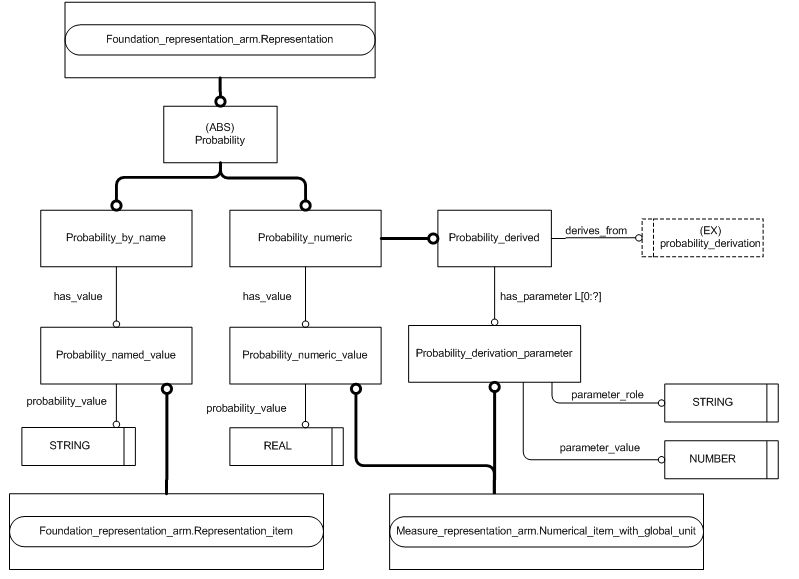 Foundation_representation_arm.Representation
(ABS)
Probability
Probability_by_name
Probability_numeric
Probability_derived
derives_from
(EX)
probability_derivation
has_value
has_value
has_parameter L[0:?]
Probability_named_value
Probability_numeric_value
Probability_derivation_parameter
probability_value
probability_value
parameter_role
STRING
STRING
REAL
parameter_value
NUMBER
Foundation_representation_arm.Representation_item
Measure_representation_arm.Numerical_item_with_global_unit